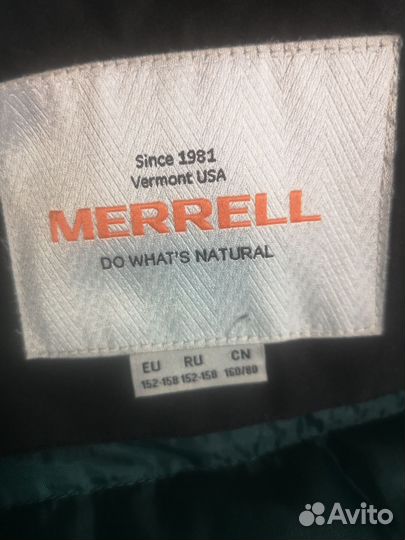 Since 1981
Vermont USA
MERRELL
DO WHAT'S NATURAL
EU RU CN
152-158 152-158 160/80
Avito